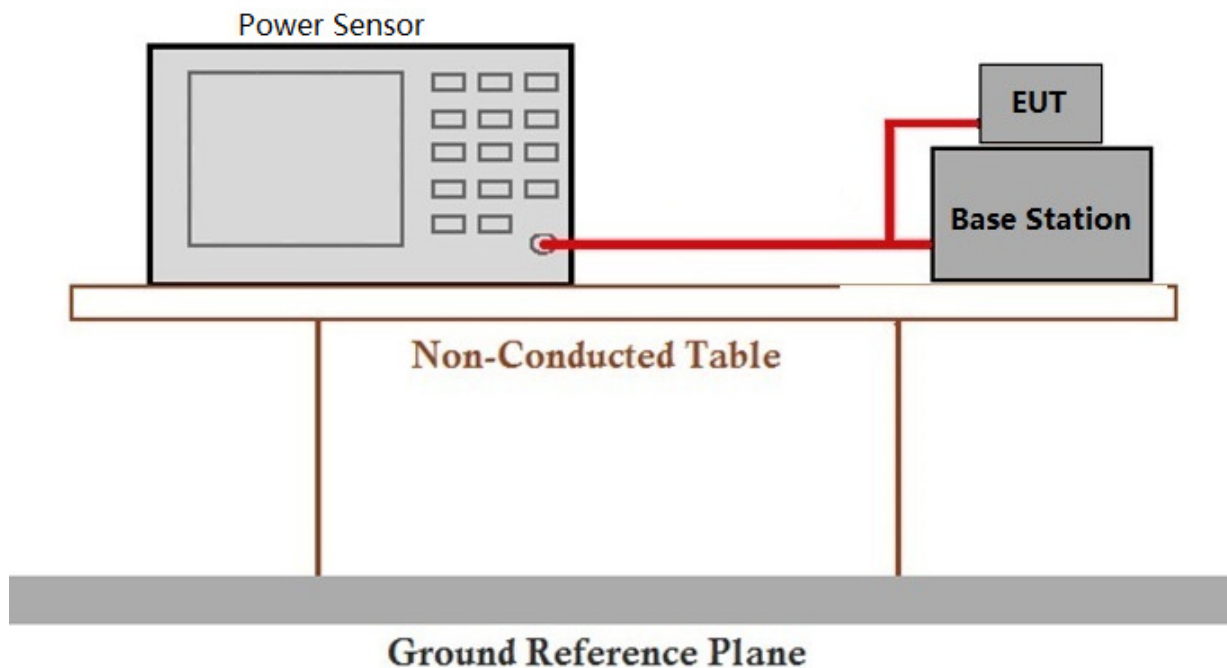 Power Sensor
EUT
Base Station
Non-Conducted Table
Ground Reference Plane